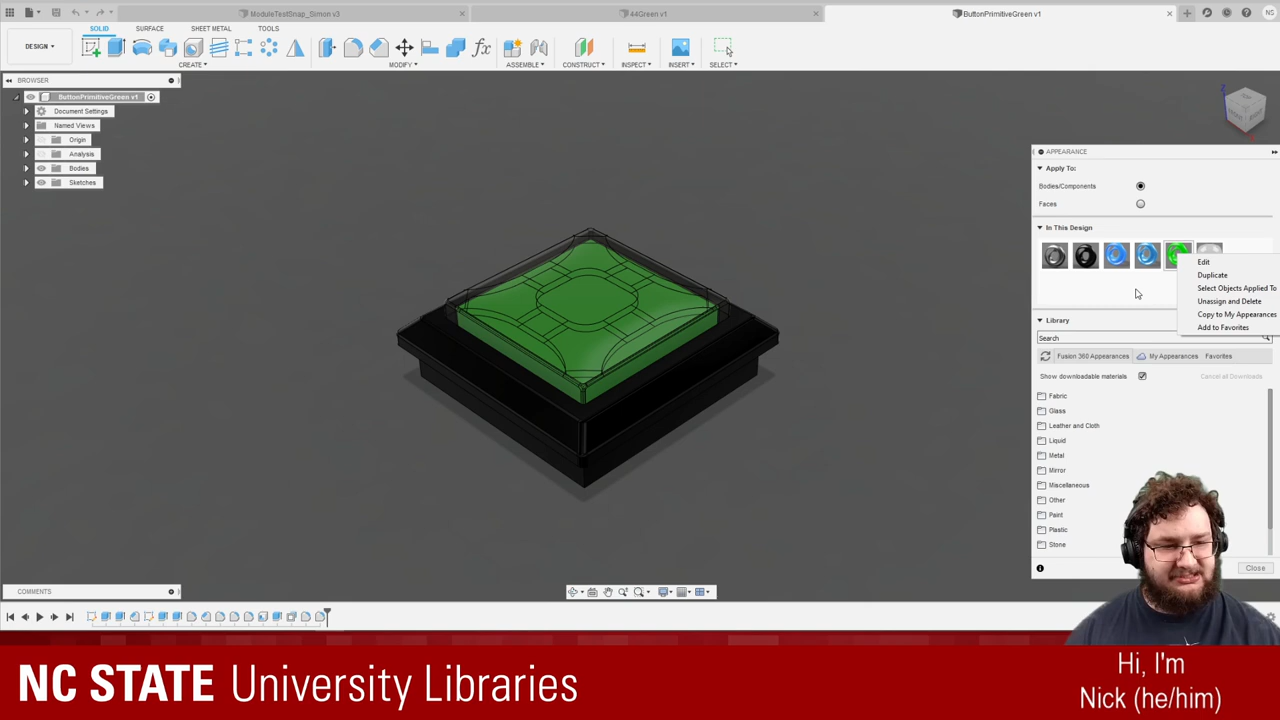 ModuleTestSnap_Simon v3
44Green v1
ButtonPrimitiveGreen v1
NS
SOLID
SURFACE
SHEET METAL
TOOLS
DESIGN
CREATE
MODIFY
ASSEMBLE
CONSTRUCT
INSPECT
INSERT
SELECT
BROWSER
ButtonPrimitiveGreen v1
Document Settings
Named Views
Origin
Analysis
Bodies
Sketches
APPEARANCE
Apply To:
Bodies/Components
Faces
In This Design
Edit
Duplicate
Select Objects Applied To
Unassign and Delete
Copy to My Appearances
Add to Favorites
Library
Search
Fusion 360 Appearances
My Appearances
Favorites
Show downloadable materials
Cancel all Downloads
Fabric
Glass
Leather and Cloth
Liquid
Metal
Mirror
Miscellaneous
Other
Paint
Plastic
Stone
Close
COMMENTS
NC STATE University Libraries
Hi, I'm
Nick (he/him)